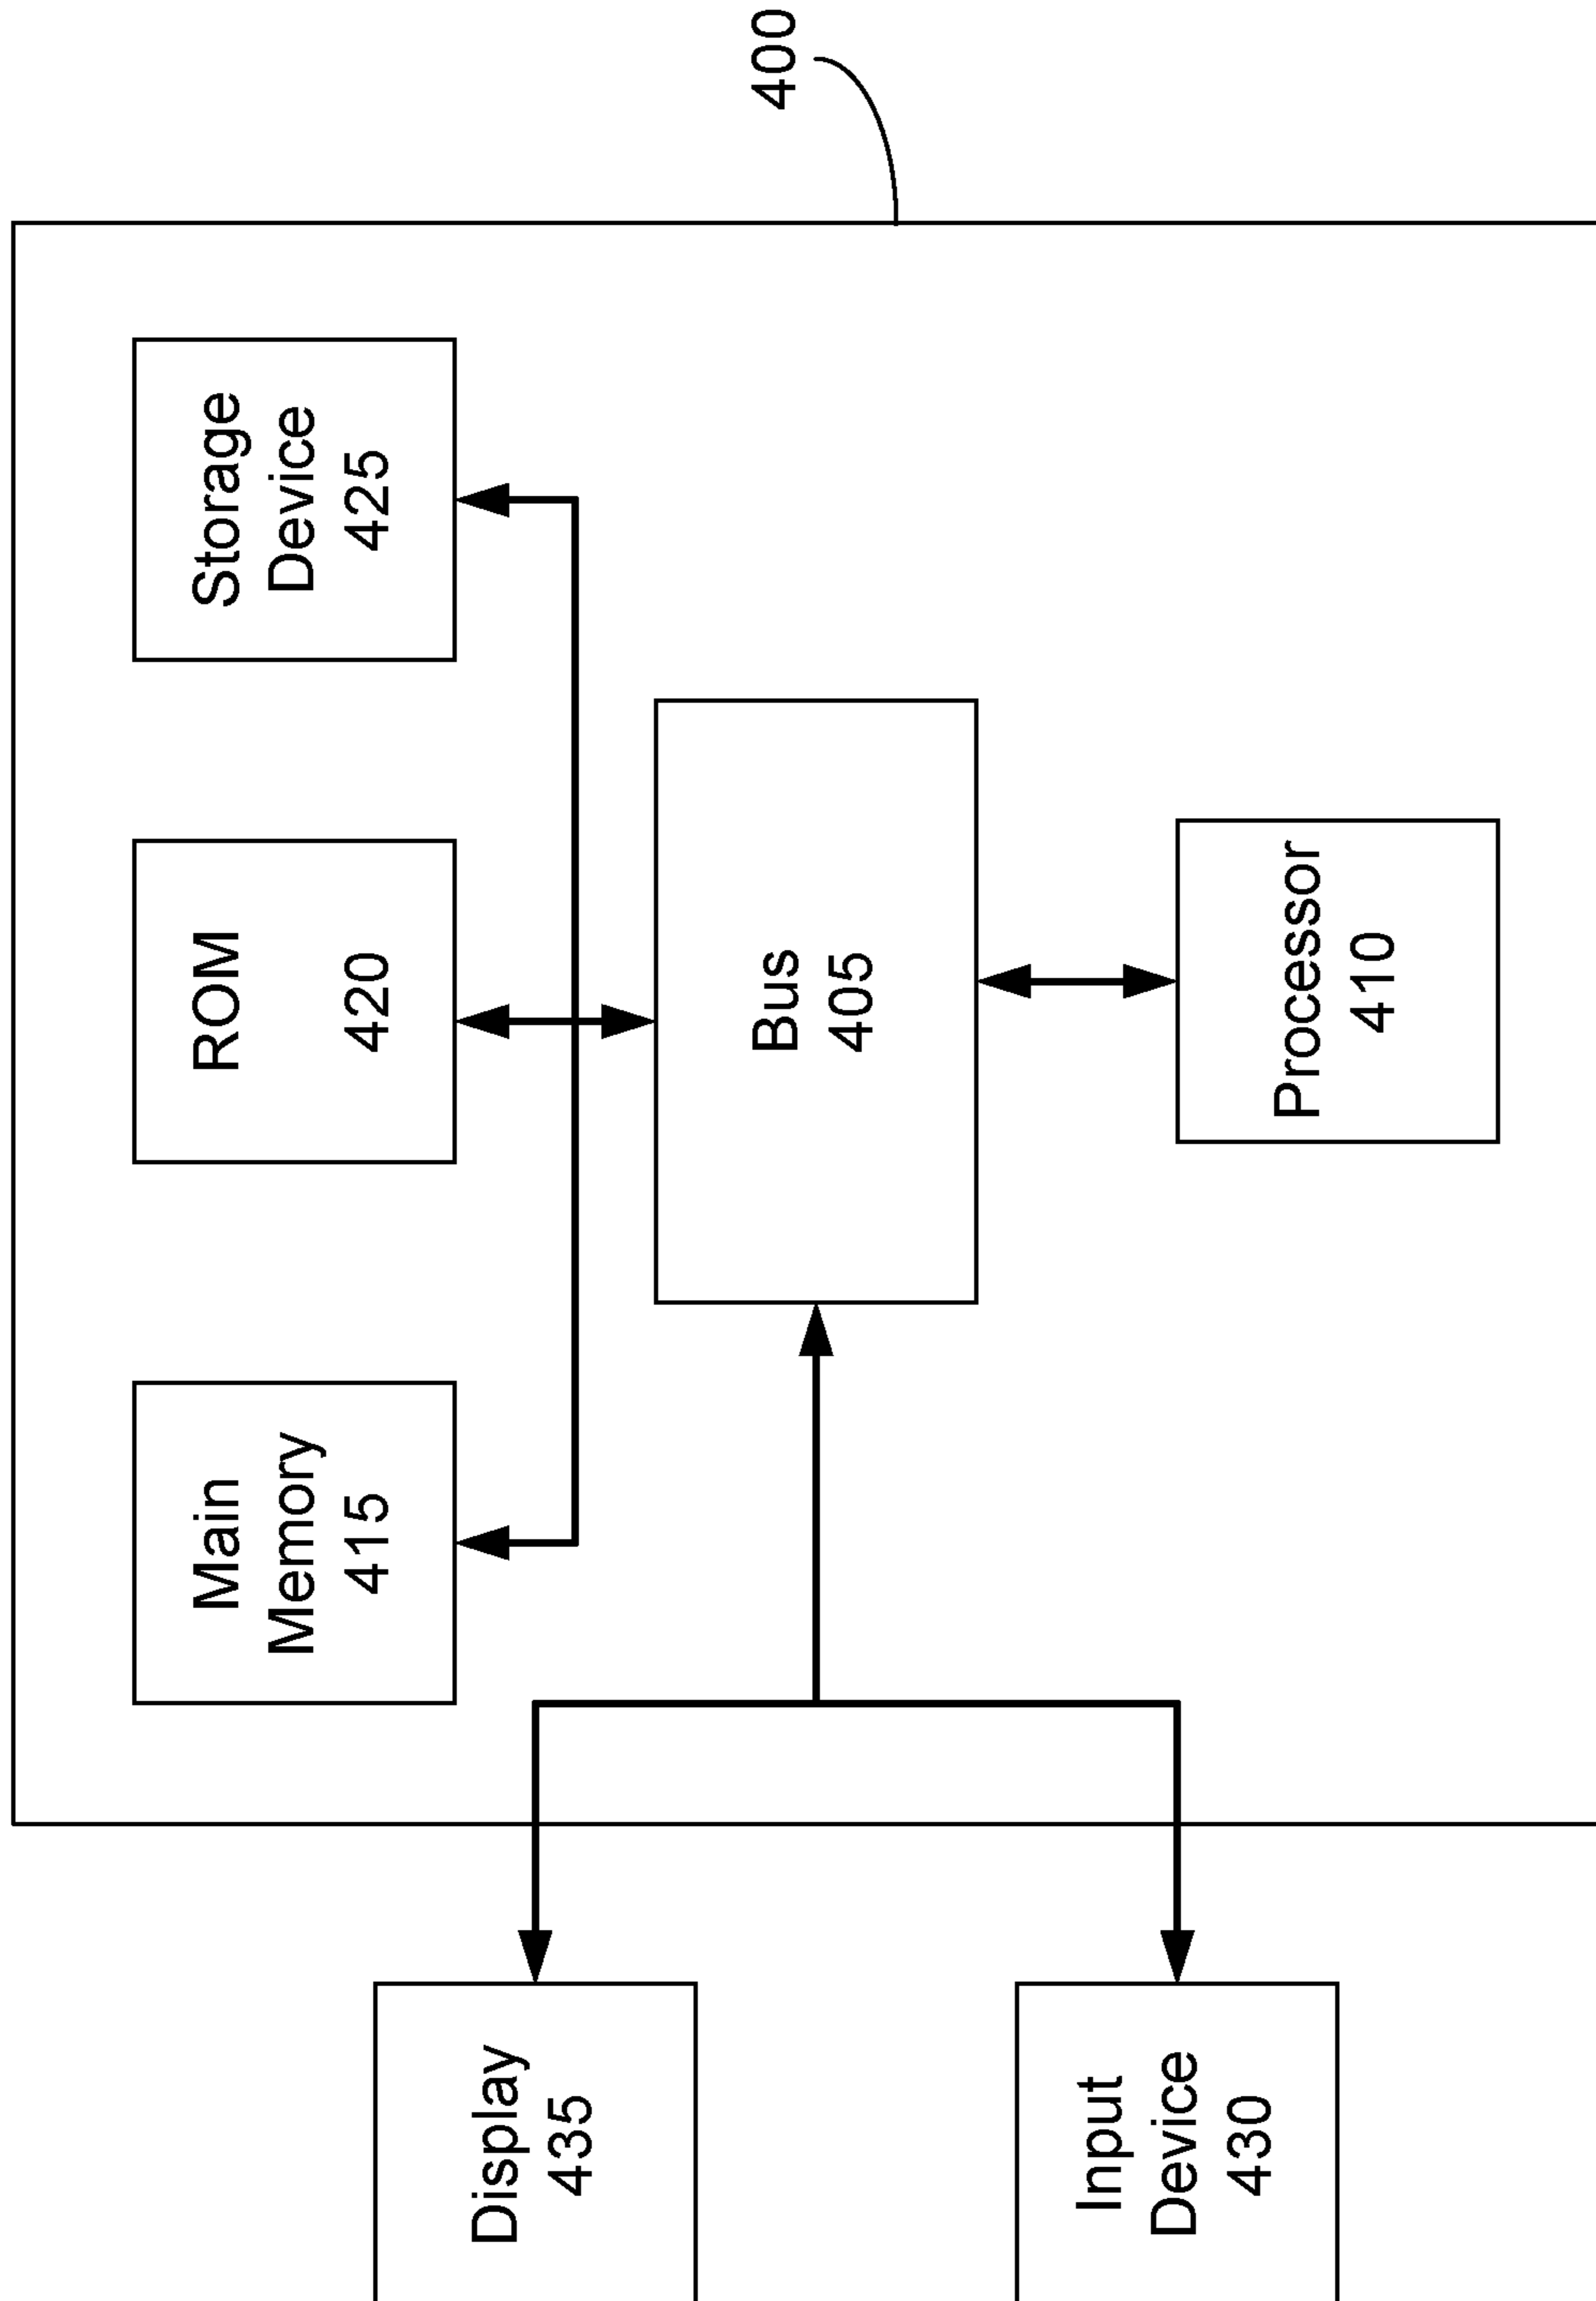 400
Main
Memory
415
ROM
420
Storage
Device
425
Display
435
Bus
405
Input
Device
430
Processor
410